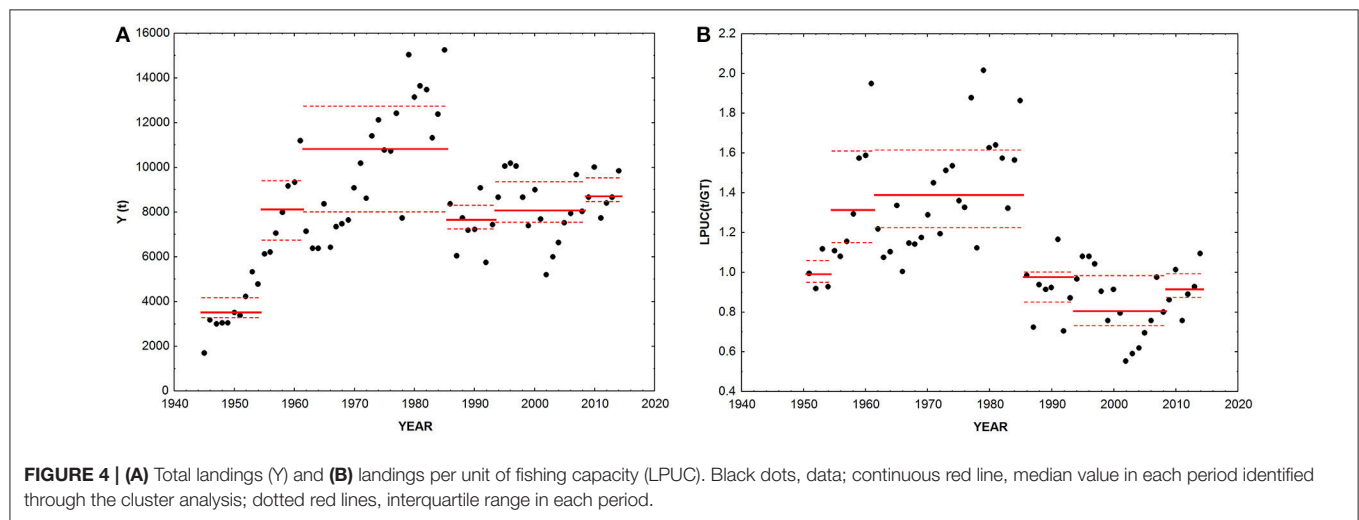 A
16000
14000
12000
10000
8000
6000
4000
2000
0
Y (t)
1940 1950 1960 1970 1980 1990 2000 2010 2020
YEAR
B
2.2
2.0
1.8
1.6
1.4
1.2
1.0
0.8
0.6
0.4
LPUC(t/GT)
1940 1950 1960 1970 1980 1990 2000 2010 2020
YEAR
FIGURE 4 | (A) Total landings (Y) and (B) landings per unit of fishing capacity (LPUC). Black dots, data; continuous red line, median value in each period identified
through the cluster analysis; dotted red lines, interquartile range in each period.